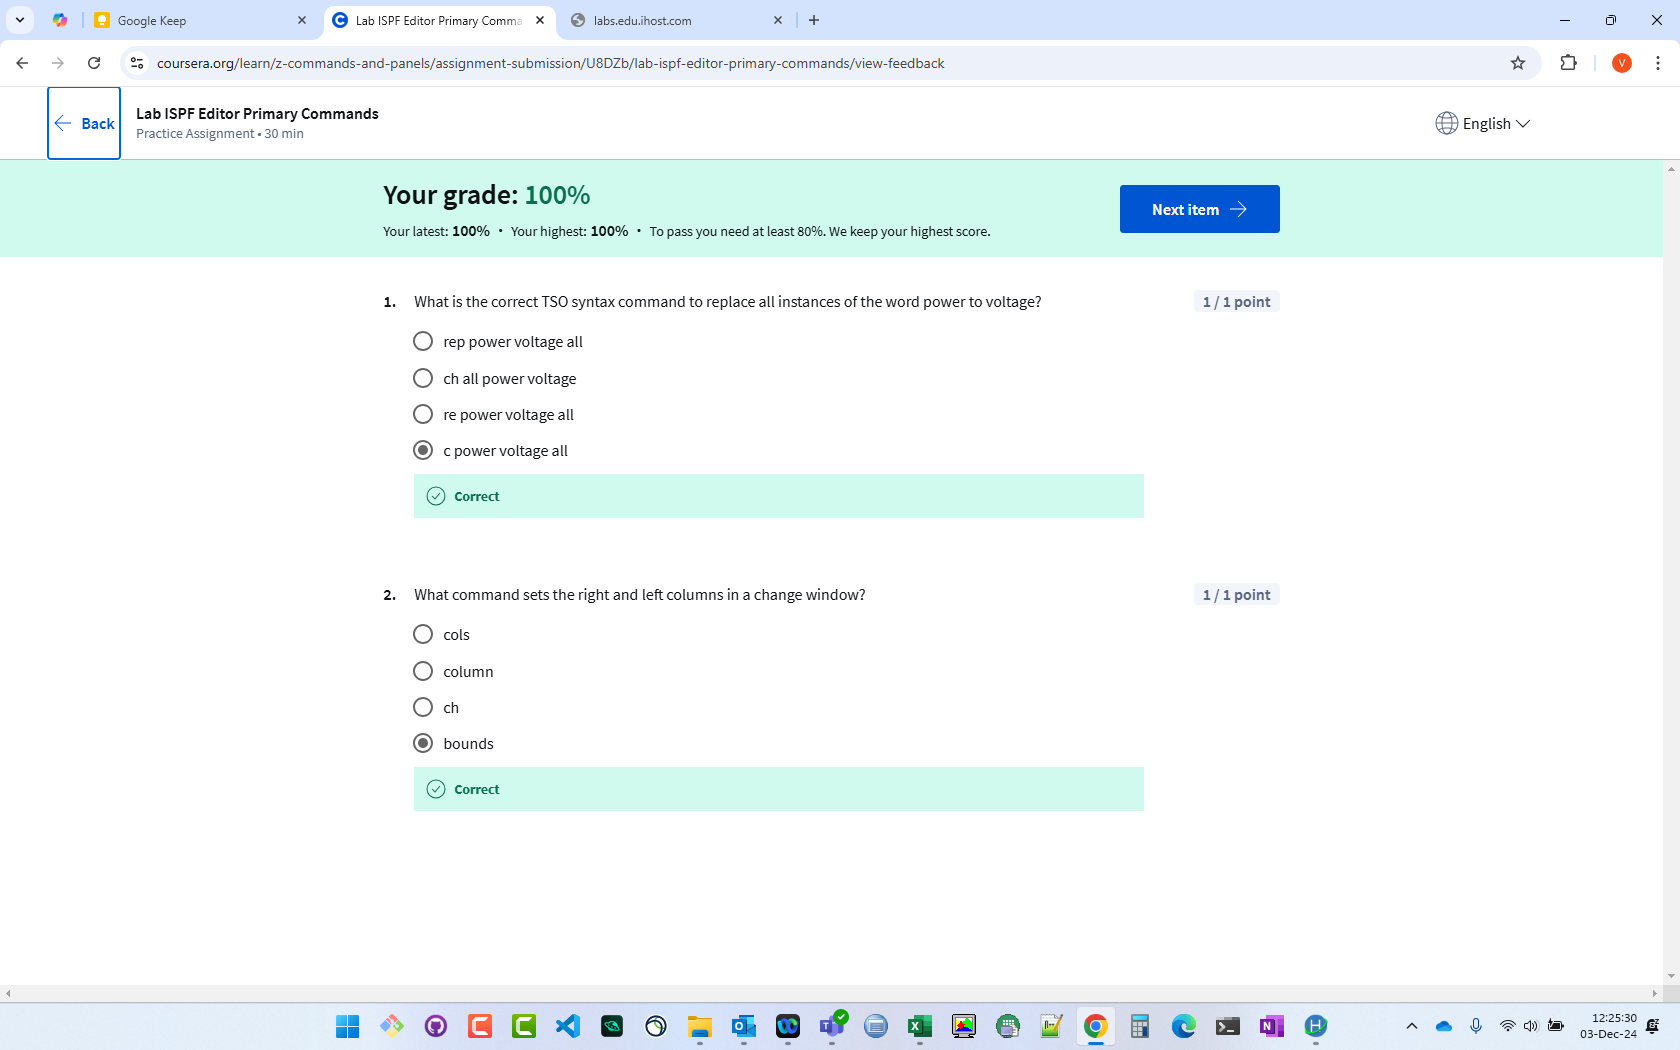 Google Keep
Lab ISPF Editor Primary Comma
labs.edu.ihost.com
coursera.org/learn/z-commands-and-panels/assignment-submission/U8DZb/lab-ispf-editor-primary-commands/view-feedback
V
Back
Lab ISPF Editor Primary Commands
Practice Assignment • 30 min
English
Your grade: 100%
Your latest: 100% • Your highest: 100% • To pass you need at least 80%. We keep your highest score.
Next item
1. What is the correct TSO syntax command to replace all instances of the word power to voltage?
1 / 1 point
rep power voltage all
ch all power voltage
re power voltage all
c power voltage all
Correct
2. What command sets the right and left columns in a change window?
1 / 1 point
cols
column
ch
bounds
Correct
12:25:30
03-Dec-24